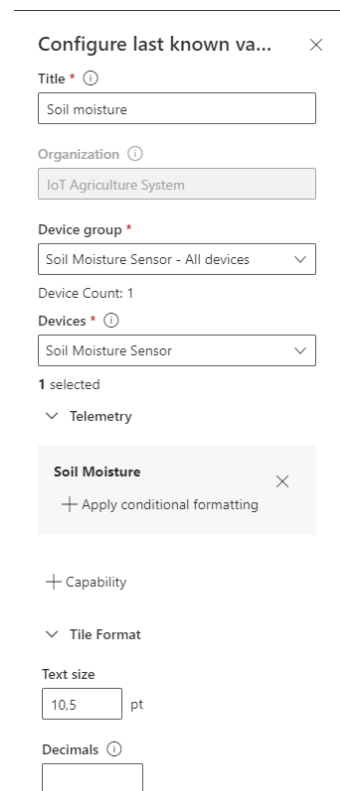 Configure last known va...
Title *
Soil moisture
Organization
IoT Agriculture System
Device group *
Soil Moisture Sensor - All devices
Device Count: 1
Devices *
Soil Moisture Sensor
1 selected
Telemetry
Soil Moisture
+ Apply conditional formatting
+ Capability
Tile Format
Text size
10,5 pt
Decimals